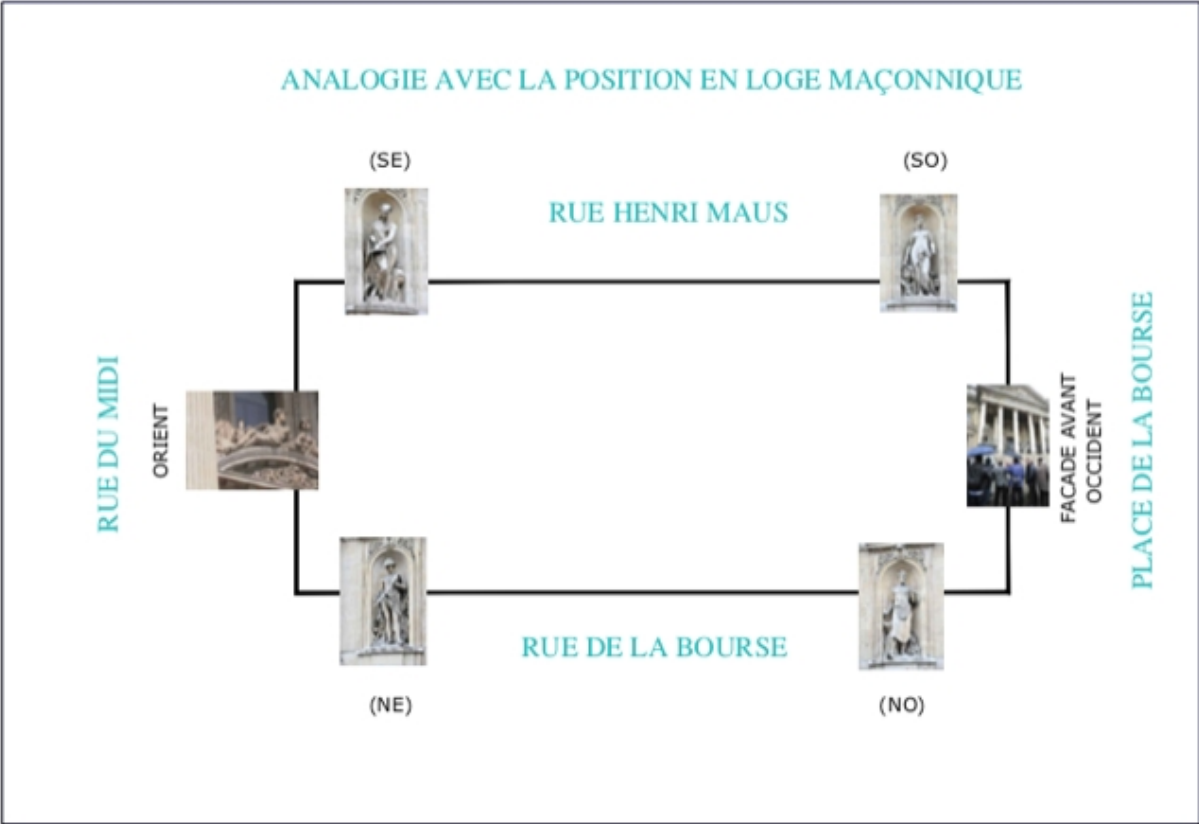 ANALOGIE AVEC LA POSITION EN LOGE MAÇONNIQUE
(SE)
(SO)
RUE HENRI MAUS
RUE DU MIDI
ORIENT
FACADE AVANT
OCCIDENT
PLACE DE LA BOURSE
RUE DE LA BOURSE
(NE)
(NO)